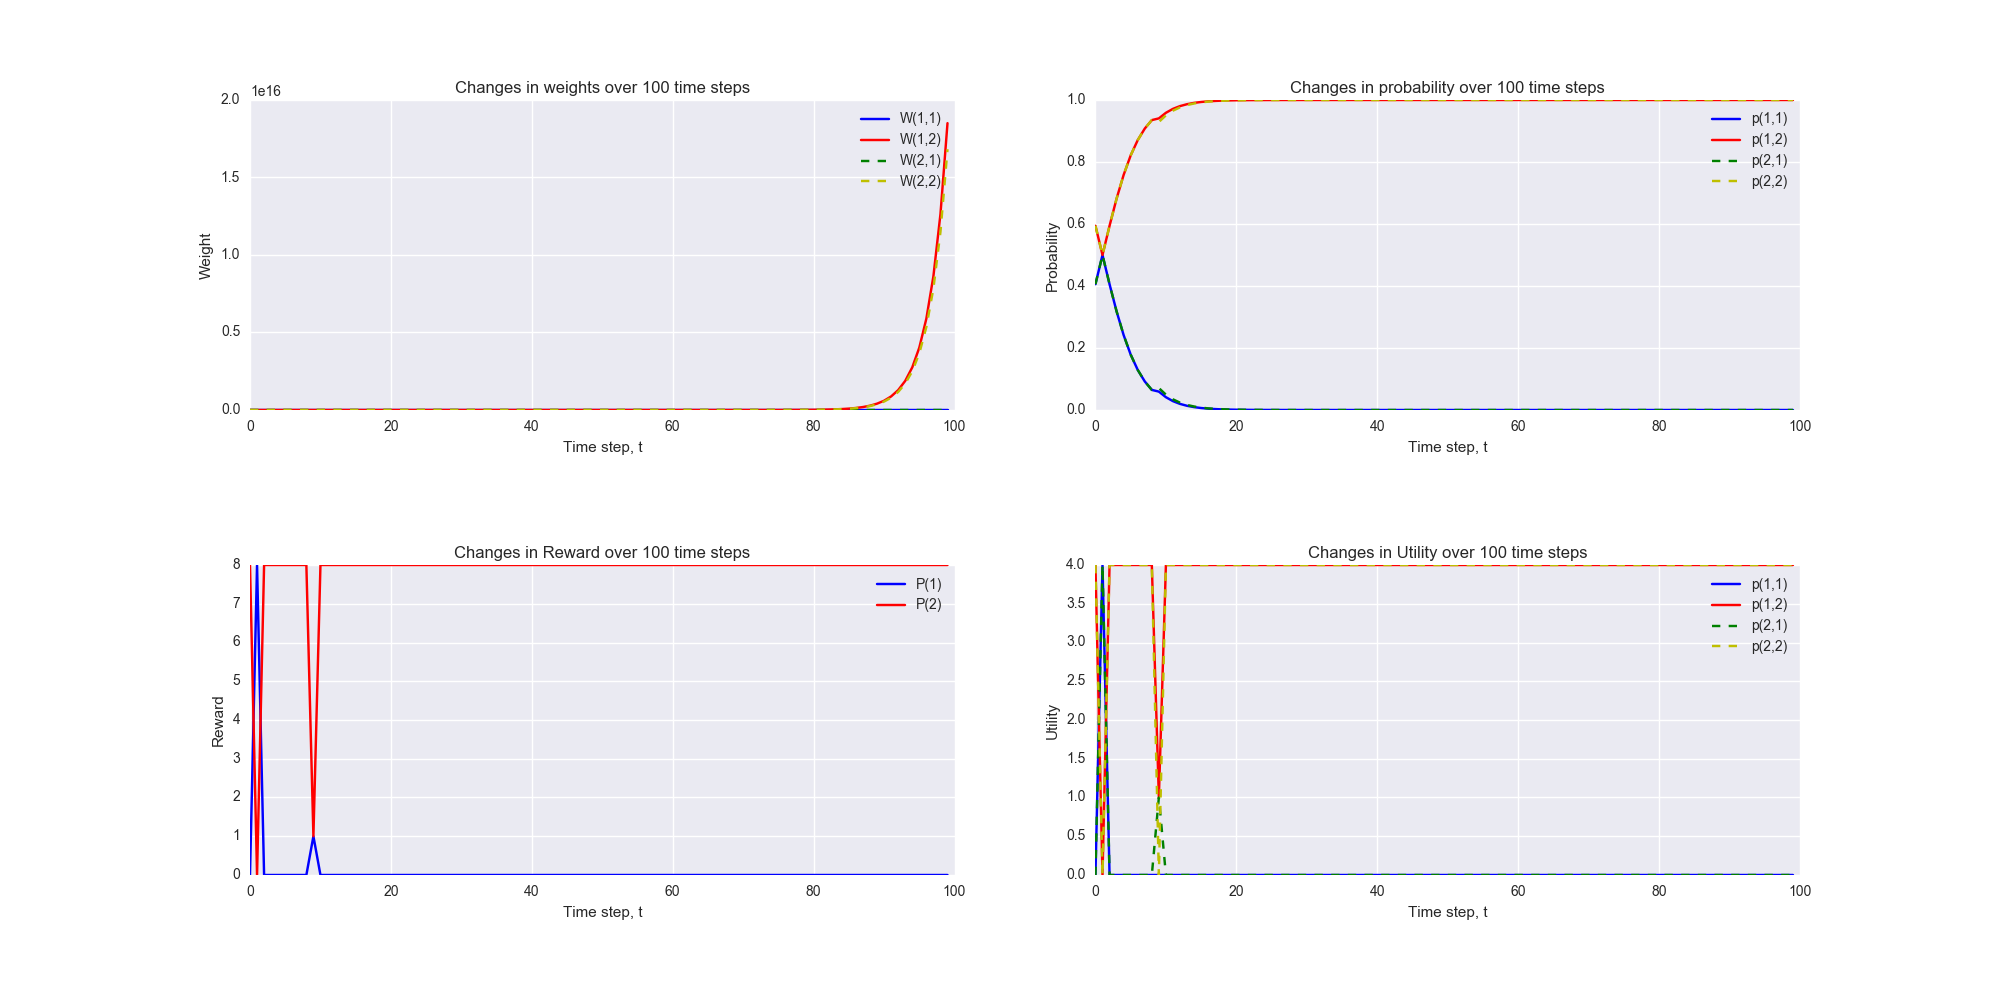 Changes in weights over 100 time steps
1e16
2.0
1.5
1.0
0.5
0.0
Weight
W(1,1)
W(1,2)
W(2,1)
W(2,2)
0 20 40 60 80 100
Time step, t
Changes in probability over 100 time steps
1.0
0.8
0.6
0.4
0.2
0.0
Probability
p(1,1)
p(1,2)
p(2,1)
p(2,2)
0 20 40 60 80 100
Time step, t
Changes in Reward over 100 time steps
8
7
6
5
4
3
2
1
0
Reward
P(1)
P(2)
0 20 40 60 80 100
Time step, t
Changes in Utility over 100 time steps
4.0
3.5
3.0
2.5
2.0
1.5
1.0
0.5
0.0
Utility
p(1,1)
p(1,2)
p(2,1)
p(2,2)
0 20 40 60 80 100
Time step, t